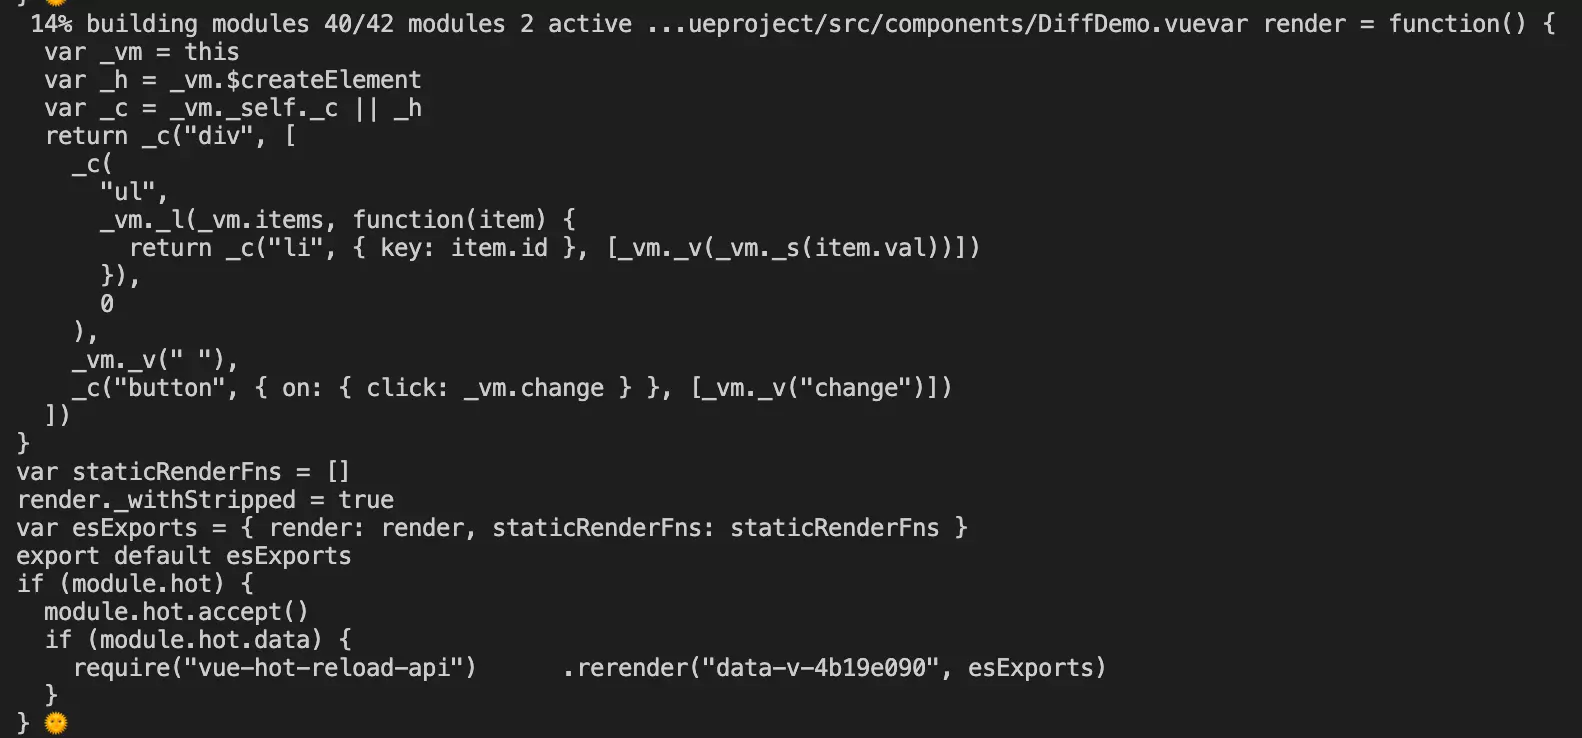 } 🌞
 14% building modules 40/42 modules 2 active ...ueproject/src/components/DiffDemo.vuevar render = function() {
  var _vm = this
  var _h = _vm.$createElement
  var _c = _vm._self._c || _h
  return _c("div", [
    _c(
      "ul",
      _vm._l(_vm.items, function(item) {
        return _c("li", { key: item.id }, [_vm._v(_vm._s(item.val))])
      }),
      0
    ),
    _vm._v(" "),
    _c("button", { on: { click: _vm.change } }, [_vm._v("change")])
  ])
}
var staticRenderFns = []
render._withStripped = true
var esExports = { render: render, staticRenderFns: staticRenderFns }
export default esExports
if (module.hot) {
  module.hot.accept()
  if (module.hot.data) {
    require("vue-hot-reload-api")      .rerender("data-v-4b19e090", esExports)
  }
} 🌞